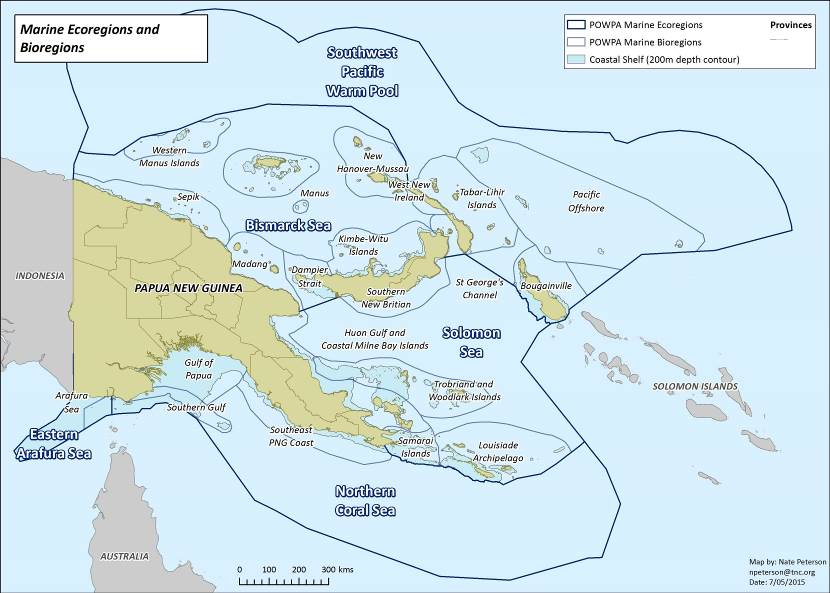 Marine Ecoregions and
Bioregions
POWPA Marine Ecoregions
Provinces
POWPA Marine Bioregions
Coastal Shelf (200m depth contour)
Southwest
Pacific
Warm Pool
Western
Manus Islands
New
Hanover-Mussau
West New
Ireland
Tabar-Lihir
Islands
Pacific
Offshore
Sepik
Manus
Bismarck Sea
Kimbe-Witu
Islands
Madang
Dampier
Strait
INDONESIA
PAPUA NEW GUINEA
Southern
New Britian
St George's
Channel
Bougainville
Huon Gulf and
Coastal Milne Bay Islands
Solomon
Sea
Gulf of
Papua
Trobriand and
Woodlark Islands
SOLOMON ISLANDS
Arafura
Sea
Southern Gulf
Eastern
Arafura Sea
Southeast
PNG Coast
Samarai
Islands
Louisiade
Archipelago
Northern
Coral Sea
AUSTRALIA
0 100 200 300 kms
Map by: Nate Peterson
npeterson@tnc.org
Date: 7/05/2015